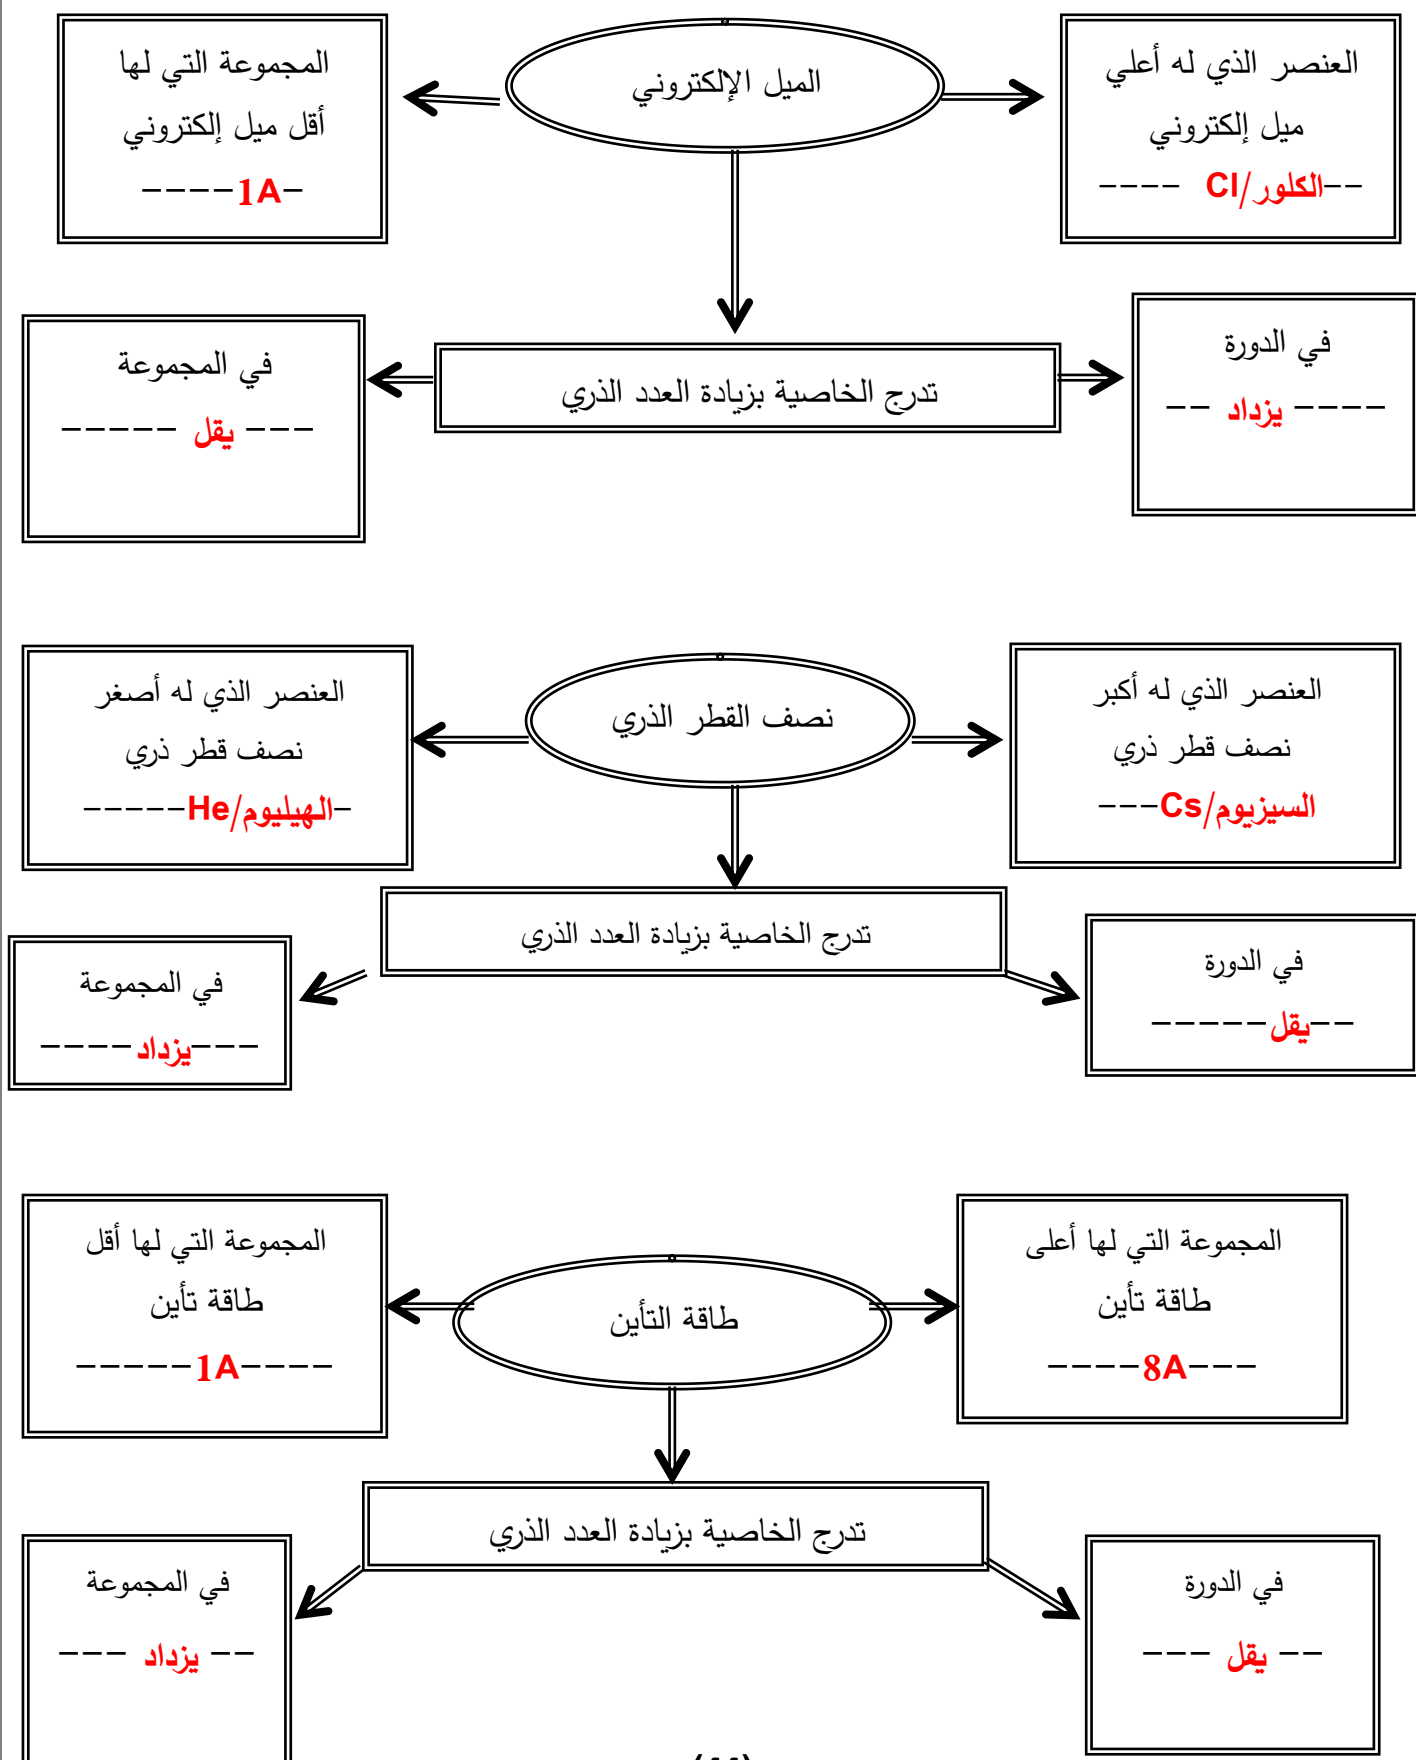 العنصر الذي له أعلي
ميل إلكتروني
--الكلور/Cl ----
الميل الإلكتروني
المجموعة التي لها
أقل ميل إلكتروني
-1A----
في الدورة
---- يزداد --
تدرج الخاصية بزيادة العدد الذري
في المجموعة
--- يقل -----
العنصر الذي له أكبر
نصف قطر ذري
السيزيوم/Cs---
نصف القطر الذري
العنصر الذي له أصغر
نصف قطر ذري
-الهيليوم/He-----
في الدورة
--يقل-----
تدرج الخاصية بزيادة العدد الذري
في المجموعة
---يزداد----
المجموعة التي لها أعلى
طاقة تأين
---8A----
طاقة التأين
المجموعة التي لها أقل
طاقة تأين
----1A-----
في الدورة
-- يقل ---
تدرج الخاصية بزيادة العدد الذري
في المجموعة
-- يزداد ---